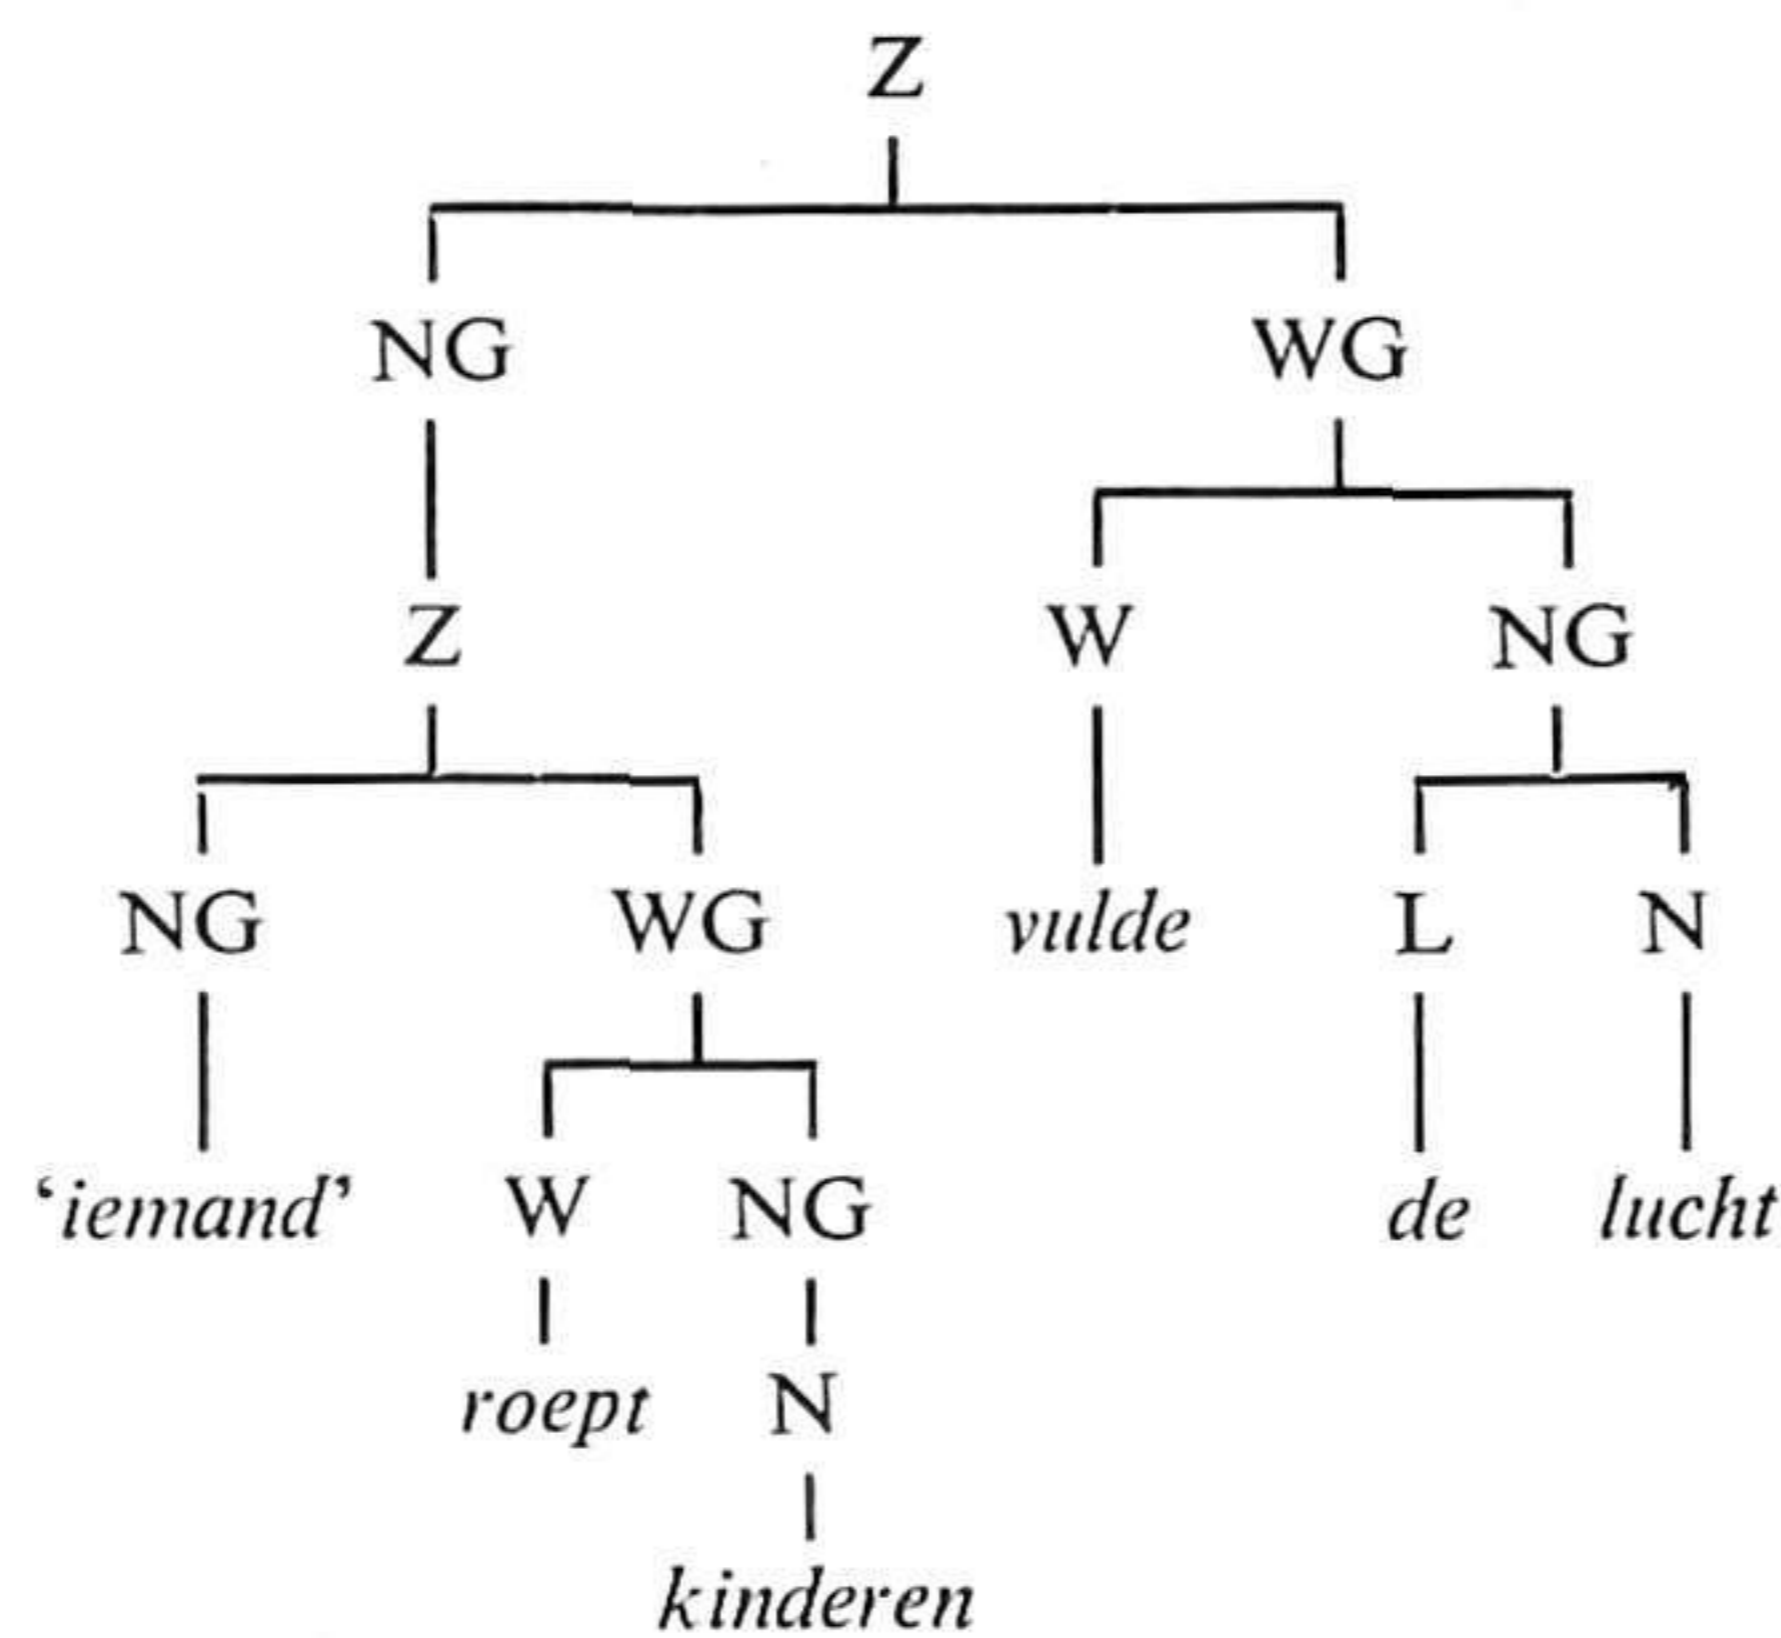 Z
NG WG
Z W NG
NG WG vulde L N
‘iemand’ W NG de lucht
roept N
kinderen